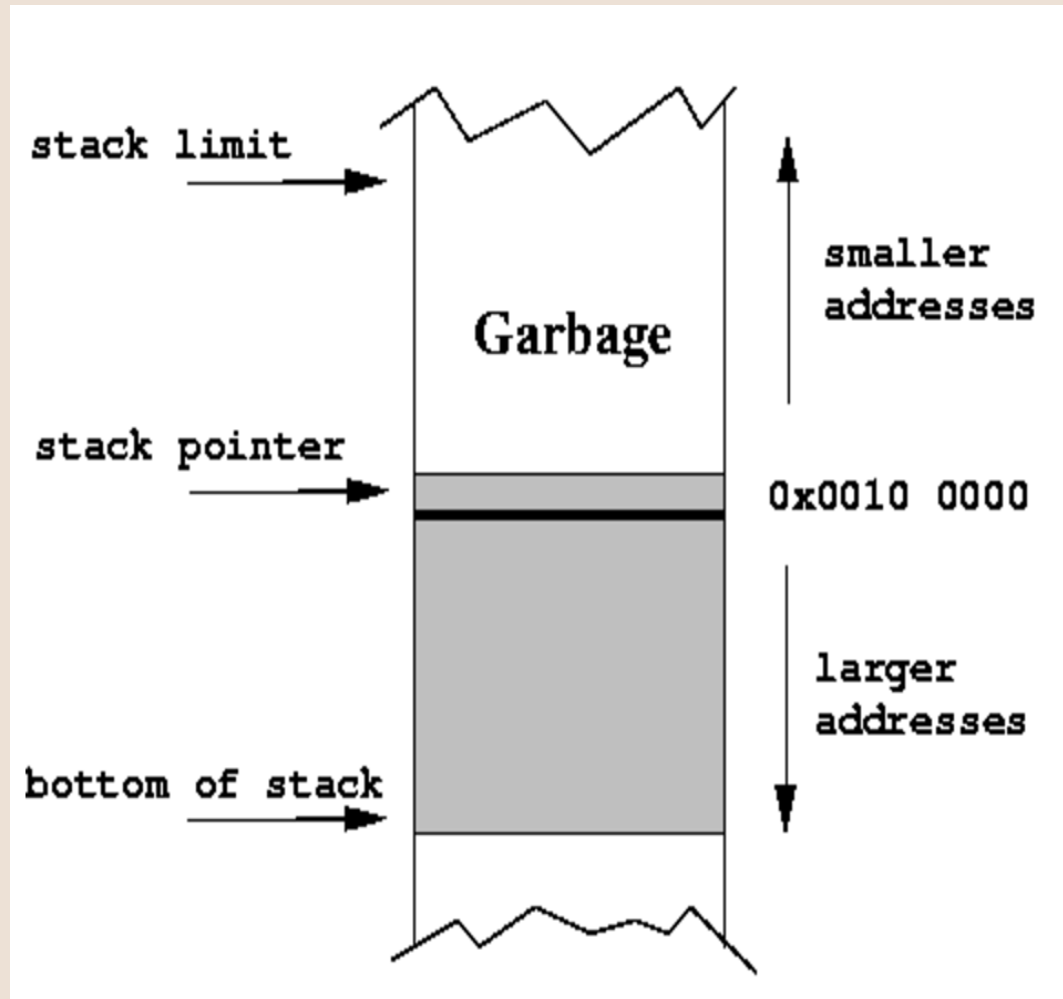 stack limit
smaller
addresses
Garbage
stack pointer
0x0010 0000
larger
addresses
bottom of stack